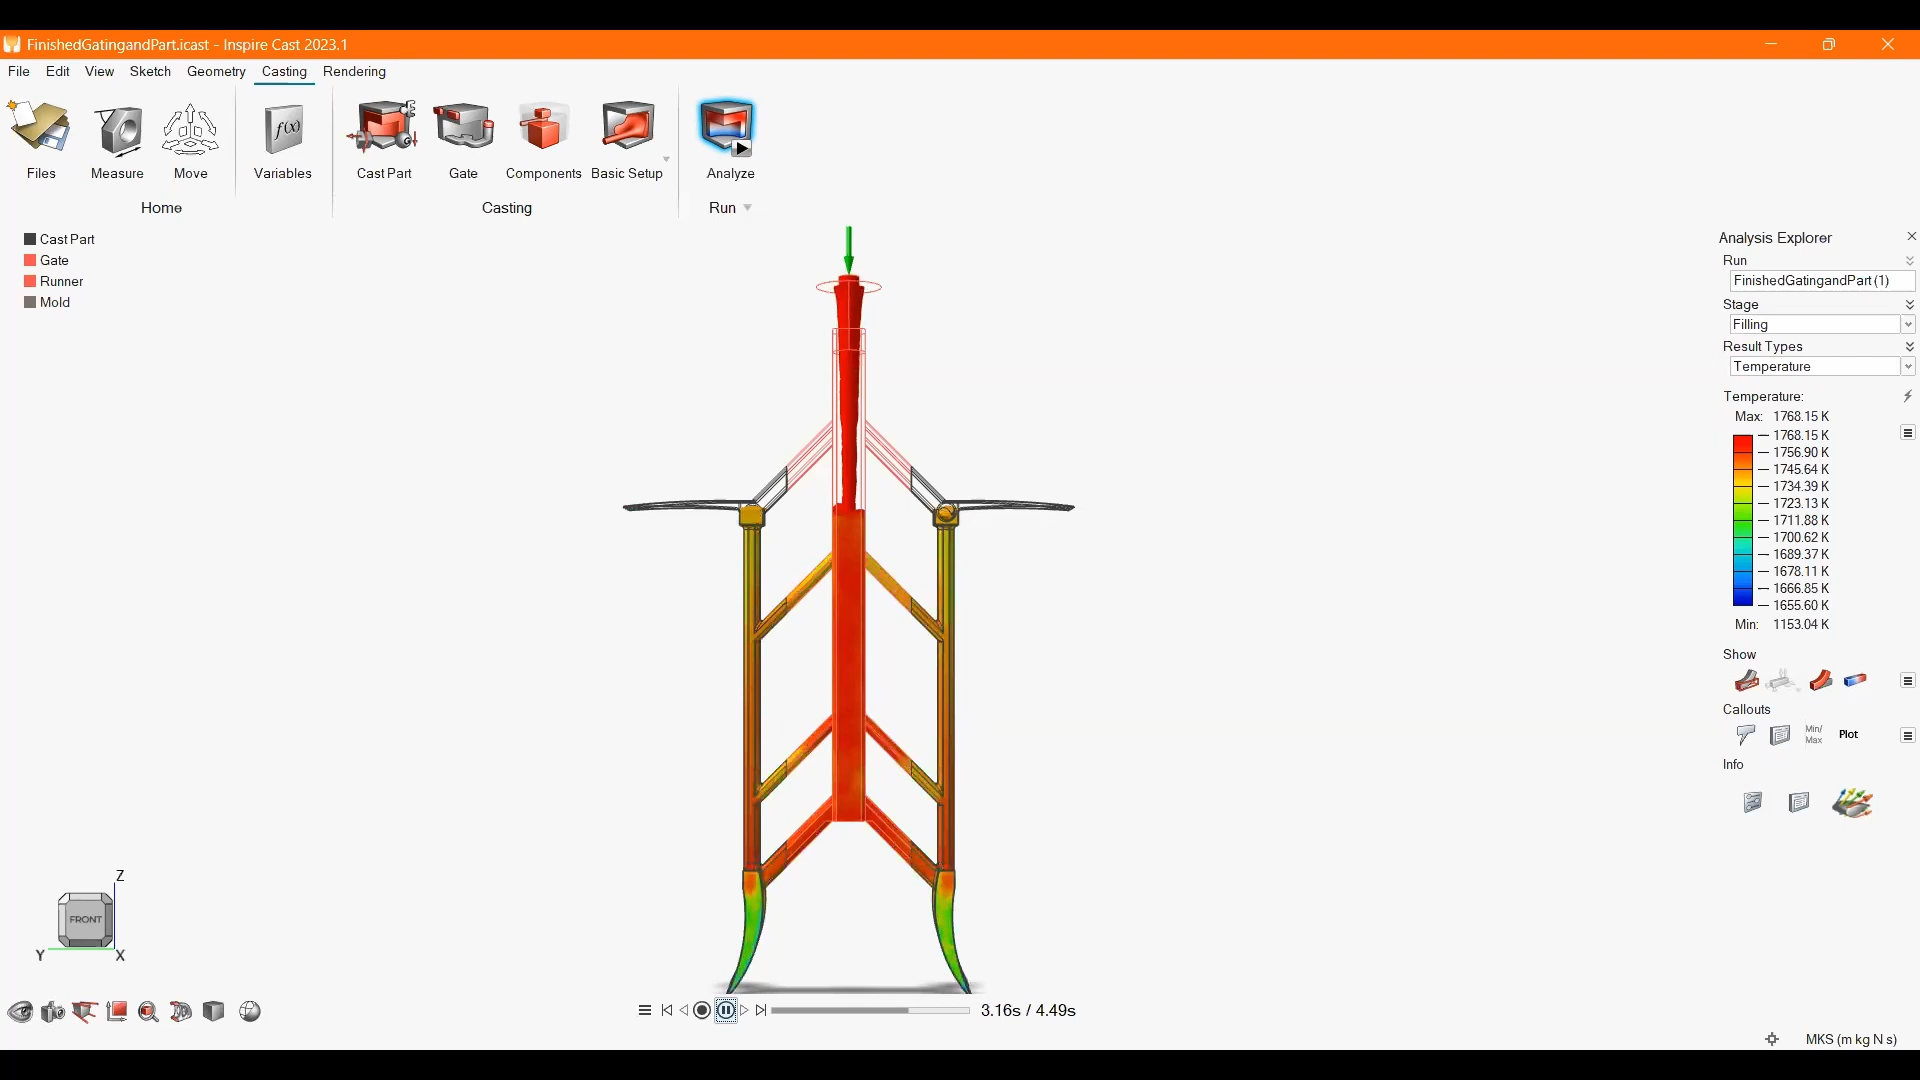 FinishedGatingandPart.icast - Inspire Cast 2023.1
File Edit View Sketch Geometry Casting Rendering
f(x)
Files Measure Move Variables Cast Part Gate Components Basic Setup Analyze
Home Casting Run
Cast Part
Gate
Runner
Mold
Analysis Explorer
Run
FinishedGatingandPart (1)
Stage
Filling
Result Types
Temperature
Temperature:
Max: 1768.15 K
1768.15 K
1756.90 K
1745.64 K
1734.39 K
1723.13 K
1711.88 K
1700.62 K
1689.37 K
1678.11 K
1666.85 K
1655.60 K
Min: 1153.04 K
Show
Callouts
Min/
Max
Plot
Info
Z
FRONT
Y X
3.16s / 4.49s
MKS (m kg N s)